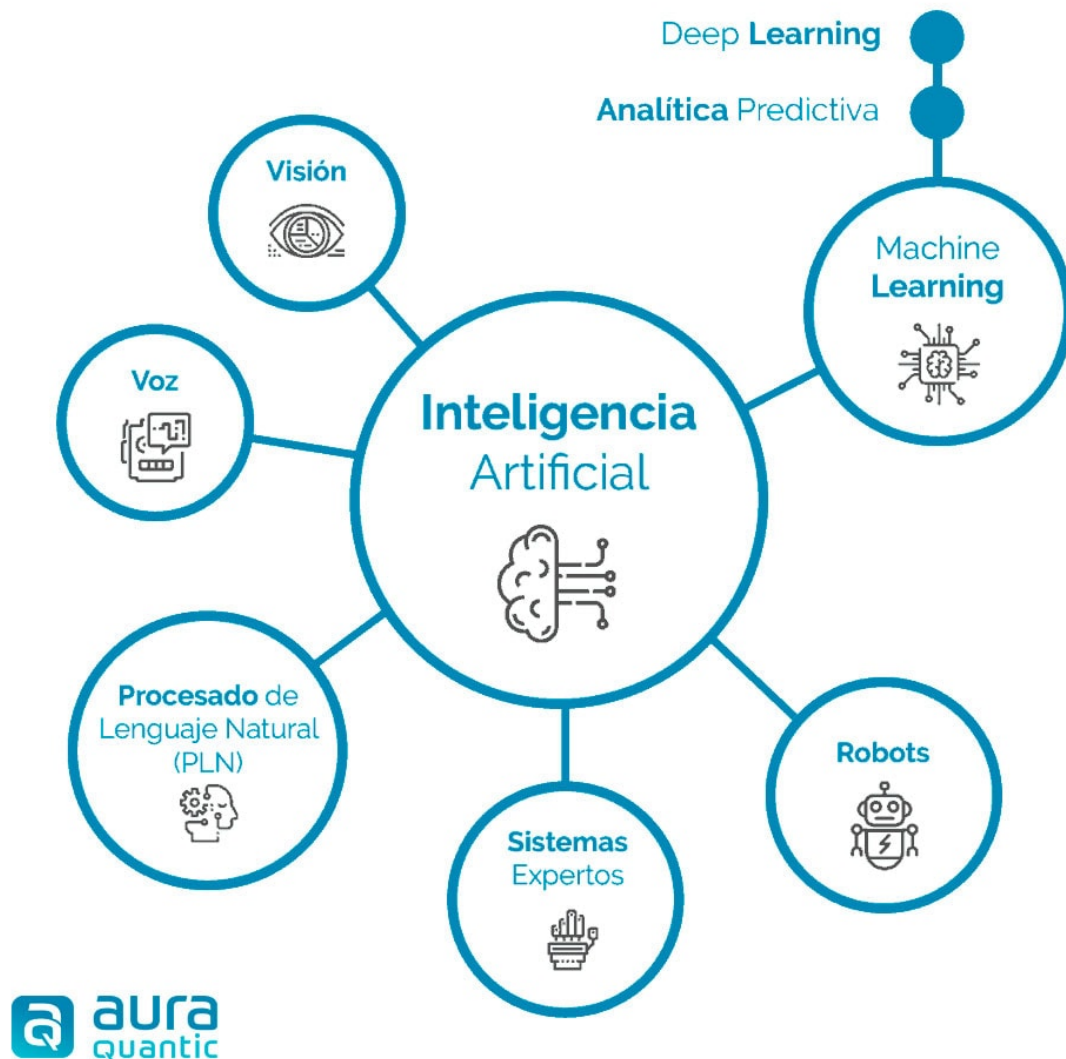 Deep Learning
Analítica Predictiva
Visión
Machine
Learning
Voz
Inteligencia
Artificial
Procesado de
Lenguaje Natural
(PLN)
Robots
Sistemas
Expertos
aura
quantic